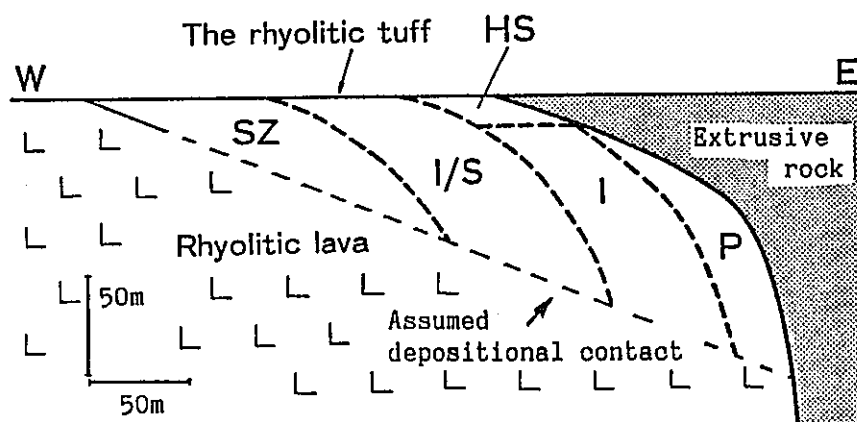 The rhyolitic tuff
HS
W
E
SZ
I/S
I
P
Extrusive
rock
Rhyolitic lava
50m
Assumed
depositional contact
50m